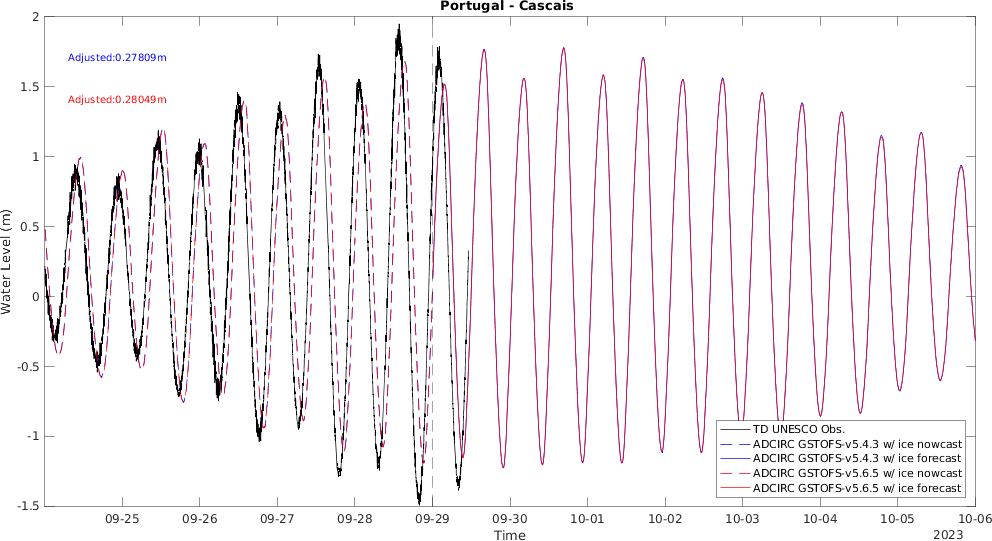 Portugal - Cascais
Adjusted:0.27809m
Adjusted:0.28049m
Water Level (m)
2
1.5
1
0.5
0
-0.5
-1
-1.5
TD UNESCO Obs.
ADCIRC GSTOFS-v5.4.3 w/ ice nowcast
ADCIRC GSTOFS-v5.4.3 w/ ice forecast
ADCIRC GSTOFS-v5.6.5 w/ ice nowcast
ADCIRC GSTOFS-v5.6.5 w/ ice forecast
09-25 09-26 09-27 09-28 09-29 09-30 10-01 10-02 10-03 10-04 10-05 10-06
Time
2023